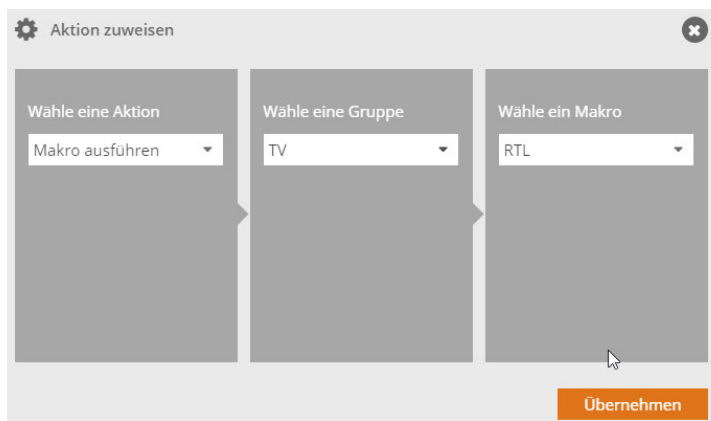 Aktion zuweisen
Wähle eine Aktion
Makro ausführen
Wähle eine Gruppe
TV
Wähle ein Makro
RTL
Übernehmen